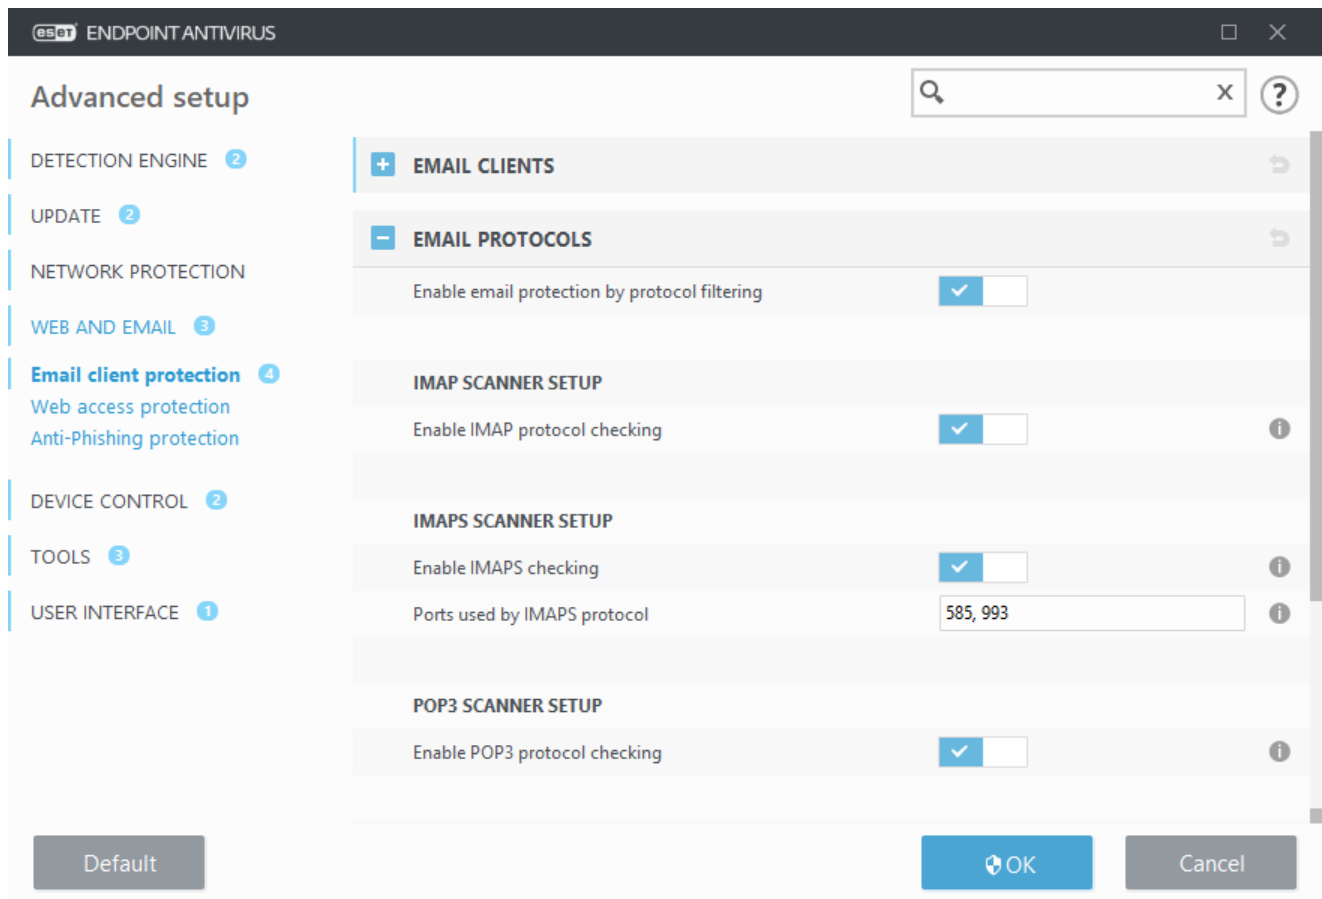 eset ENDPOINT ANTIVIRUS
Advanced setup
x
?
DETECTION ENGINE 2
UPDATE 2
NETWORK PROTECTION
WEB AND EMAIL 3
Email client protection 4
Web access protection
Anti-Phishing protection
DEVICE CONTROL 2
TOOLS 3
USER INTERFACE 1
EMAIL CLIENTS
EMAIL PROTOCOLS
Enable email protection by protocol filtering
IMAP SCANNER SETUP
Enable IMAP protocol checking
IMAPS SCANNER SETUP
Enable IMAPS checking
Ports used by IMAPS protocol 585, 993
POP3 SCANNER SETUP
Enable POP3 protocol checking
Default
OK
Cancel